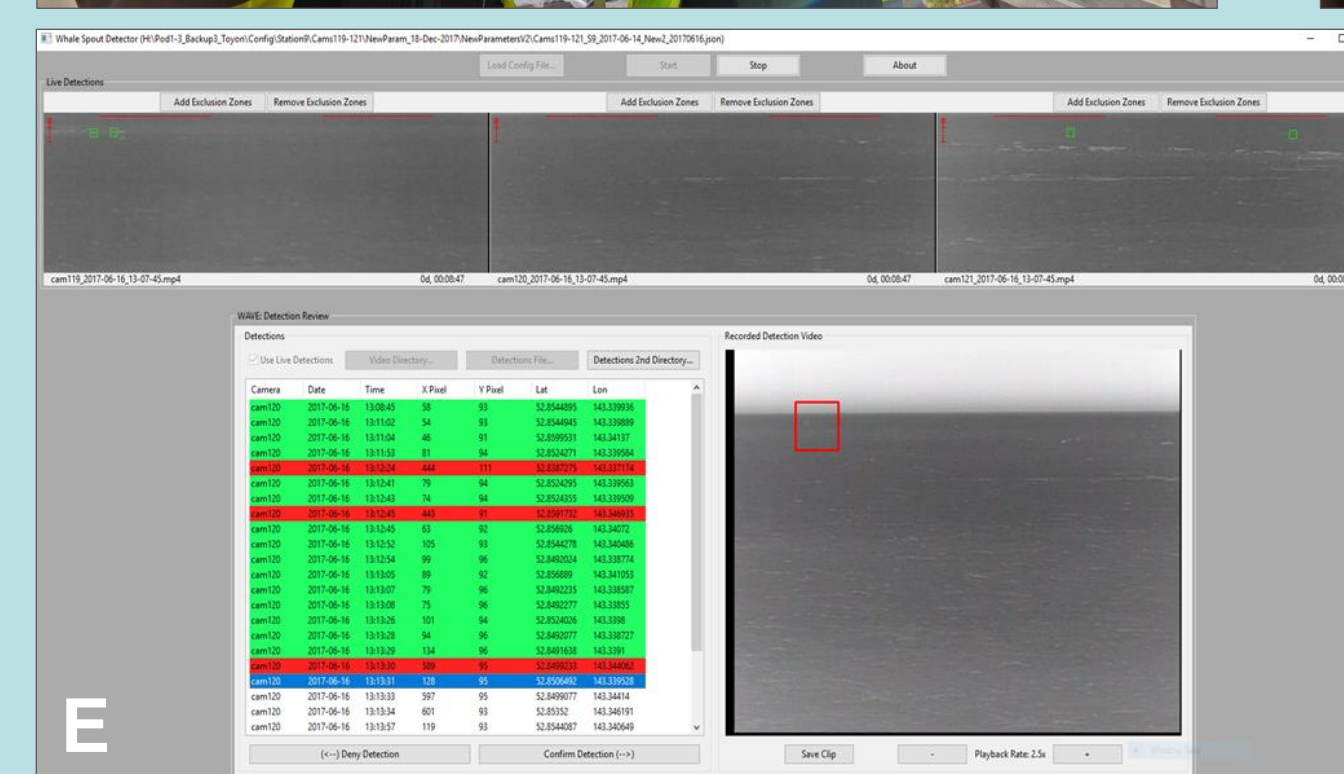 Whale Spout Detector (H:\Pod1-3_Backup3_Toyon\Config\Station9\Cams119-121\NewParam_18-Dec-2017\NewParametersV2\Cams119-121_S9_2017-06-14_New2_20170616.json)
Load Config File... Start Stop About
Live Detections
Add Exclusion Zones Remove Exclusion Zones Add Exclusion Zones Remove Exclusion Zones Add Exclusion Zones Remove Exclusion Zones
cam119_2017-06-16_13-07-45.mp4 0d, 00:08:47 cam120_2017-06-16_13-07-45.mp4 0d, 00:08:47 cam121_2017-06-16_13-07-45.mp4 0d, 00:0
WAVE: Detection Review
Detections Recorded Detection Video
Use Live Detections Video Directory... Detections File... Detections 2nd Directory...
Camera Date Time X Pixel Y Pixel Lat Lon
cam120 2017-06-16 13:08:45 58 93 52.8544895 143.339936
cam120 2017-06-16 13:11:02 54 93 52.8544945 143.339889
cam120 2017-06-16 13:11:04 46 91 52.8599531 143.34137
cam120 2017-06-16 13:11:53 81 94 52.8524271 143.339584
cam120 2017-06-16 13:12:24 444 111 52.8387275 143.337174
cam120 2017-06-16 13:12:41 79 94 52.8524295 143.339563
cam120 2017-06-16 13:12:43 74 94 52.8524355 143.339509
cam120 2017-06-16 13:12:45 443 91 52.8591732 143.346935
cam120 2017-06-16 13:12:45 63 92 52.856926 143.34072
cam120 2017-06-16 13:12:52 105 93 52.8544278 143.340486
cam120 2017-06-16 13:12:54 99 96 52.8492024 143.338774
cam120 2017-06-16 13:13:05 89 92 52.856889 143.341053
cam120 2017-06-16 13:13:07 79 96 52.8492235 143.338587
cam120 2017-06-16 13:13:08 75 96 52.8492277 143.33855
cam120 2017-06-16 13:13:26 101 94 52.8524026 143.3398
cam120 2017-06-16 13:13:28 94 96 52.8492077 143.338727
cam120 2017-06-16 13:13:29 134 96 52.8491638 143.3391
cam120 2017-06-16 13:13:30 589 95 52.8499233 143.344062
cam120 2017-06-16 13:13:31 128 95 52.8506492 143.339528
cam120 2017-06-16 13:13:33 597 95 52.8499077 143.34414
cam120 2017-06-16 13:13:34 601 93 52.85352 143.346191
cam120 2017-06-16 13:13:57 119 93 52.8544087 143.340649
(<--) Deny Detection Confirm Detection (-->) Save Clip - Playback Rate: 2.5x +
E